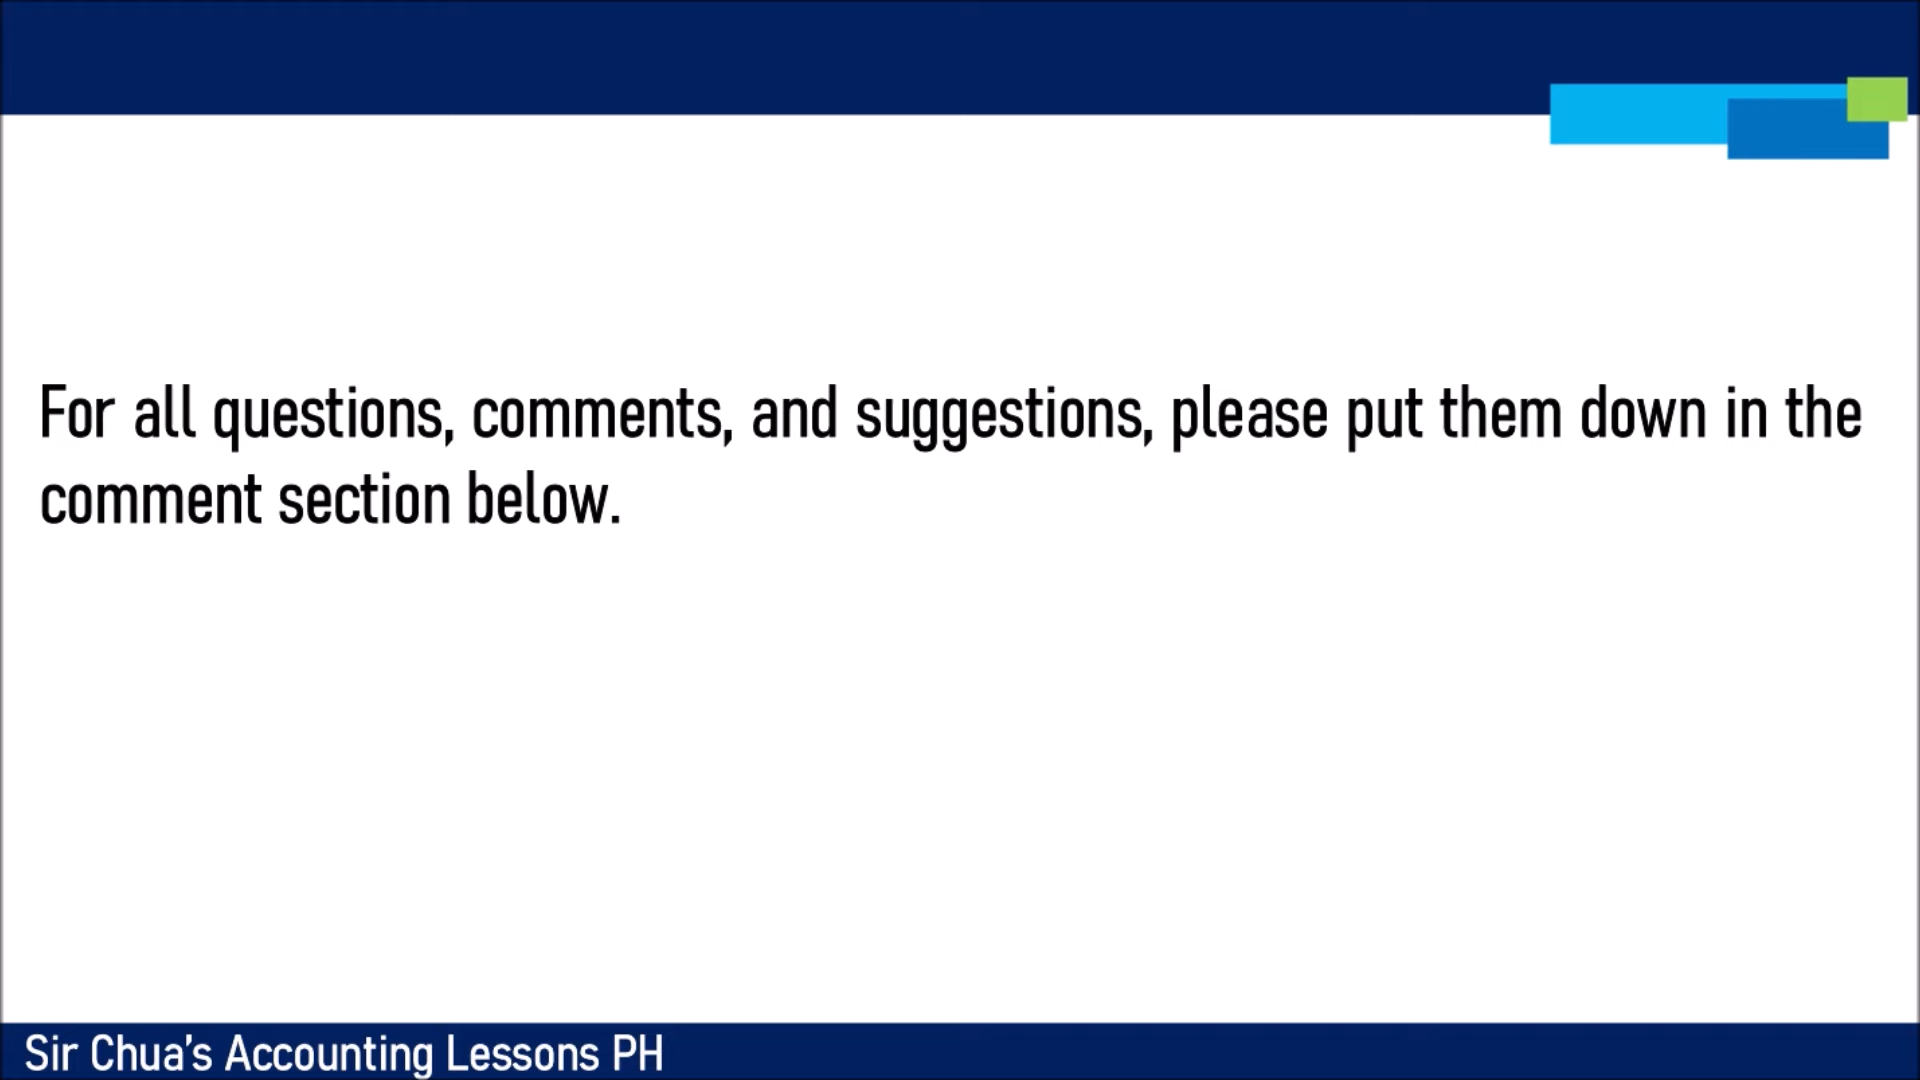 For all questions, comments, and suggestions, please put them down in the
comment section below.
Sir Chua's Accounting Lessons PH